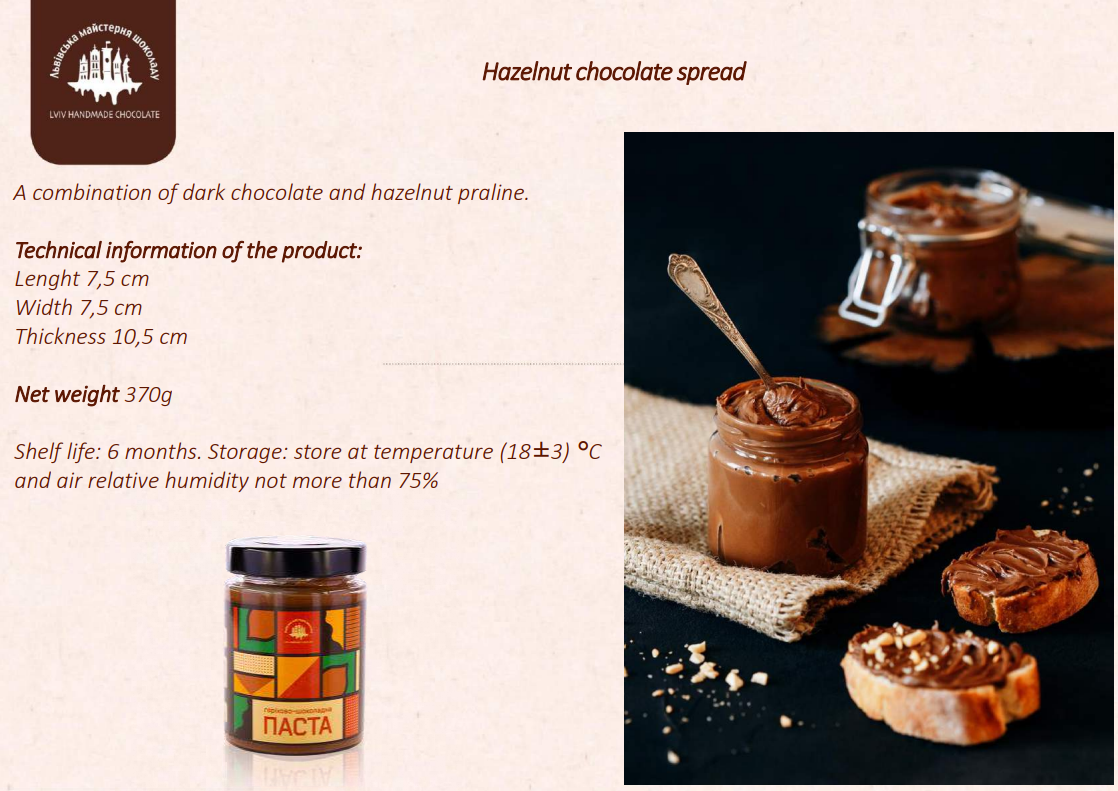 Львівська майстерня шоколаду
LVIV HANDMADE CHOCOLATE
Hazelnut chocolate spread
A combination of dark chocolate and hazelnut praline.
Technical information of the product:
Lenght 7,5 cm
Width 7,5 cm
Thickness 10,5 cm
Net weight 370g
Shelf life: 6 months. Storage: store at temperature (18±3) °C
and air relative humidity not more than 75%
горіхово-шоколадна
ПАСТА